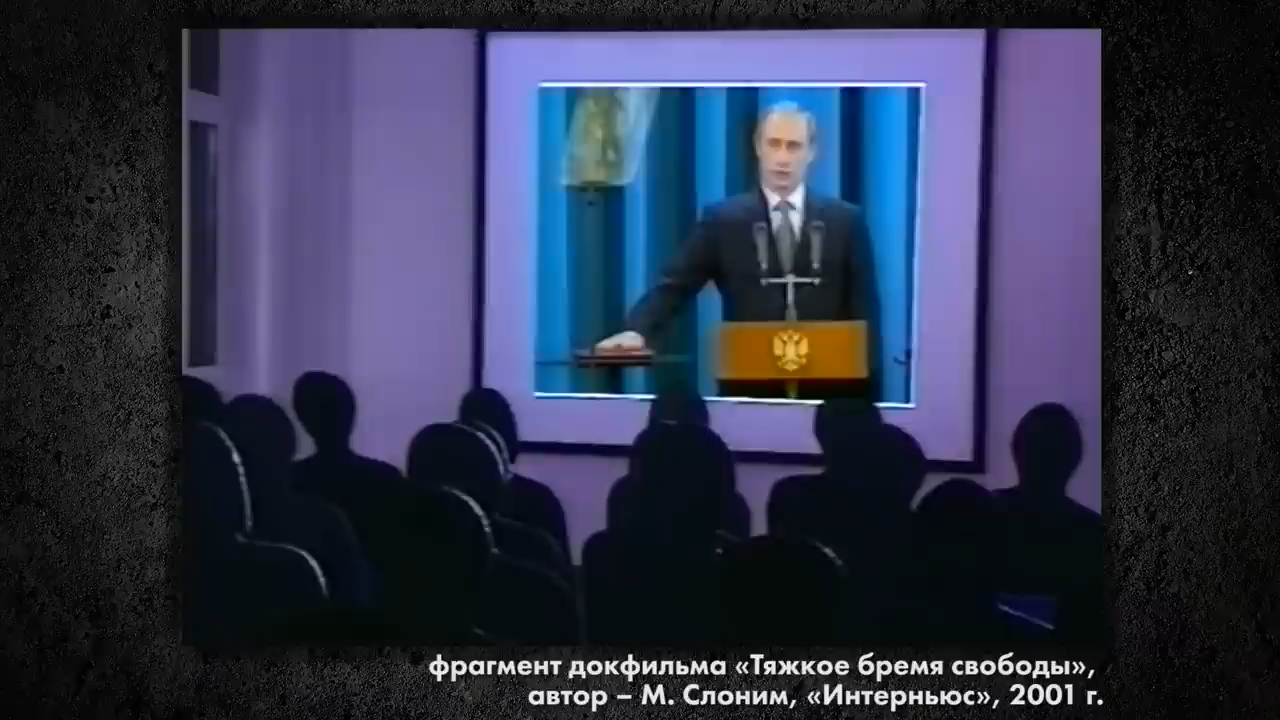 фрагмент докфильма «Тяжкое бремя свободы»,
автор – М. Слоним, «Интерньюс», 2001 г.